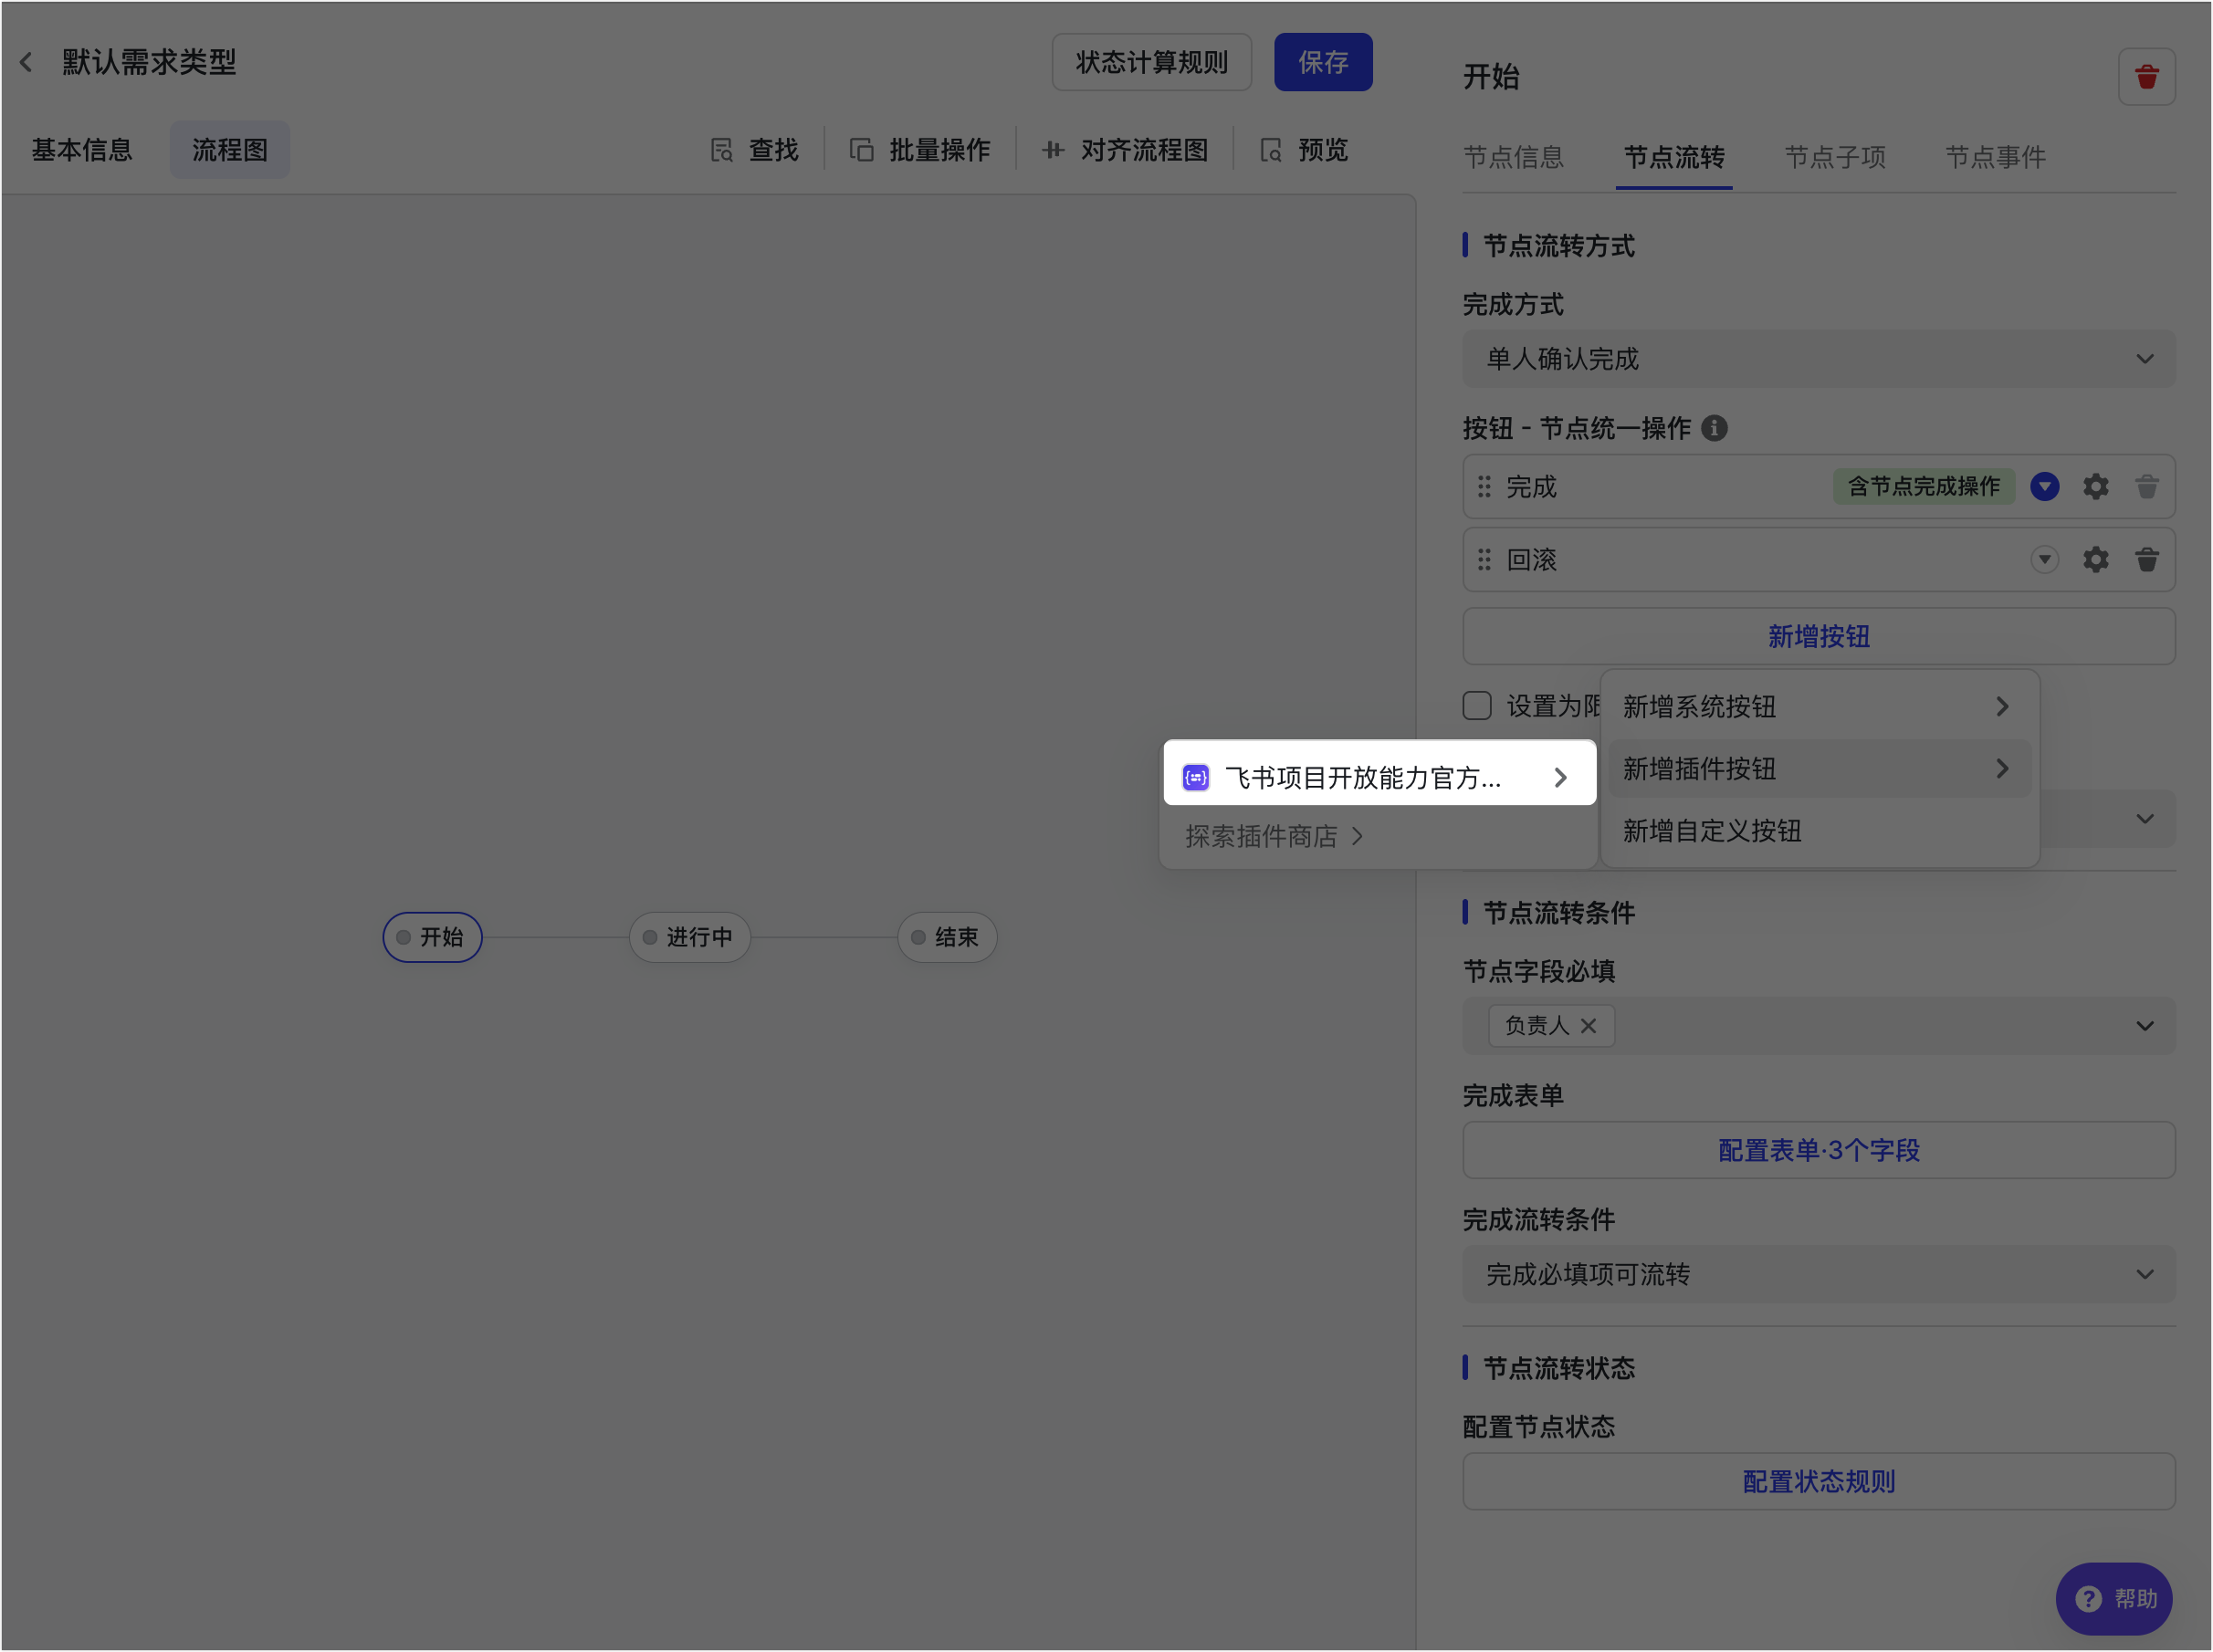 默认需求类型
状态计算规则
保存
基本信息
流程图
查找
批量操作
对齐流程图
预览
开始
进行中
结束
开始
节点信息
节点流转
节点子项
节点事件
节点流转方式
完成方式
单人确认完成
按钮 - 节点统一操作
完成
含节点完成操作
回滚
新增按钮
设置为限
新增系统按钮
新增插件按钮
新增自定义按钮
飞书项目开放能力官方...
探索插件商店
节点流转条件
节点字段必填
负责人
完成表单
配置表单·3个字段
完成流转条件
完成必填项可流转
节点流转状态
配置节点状态
配置状态规则
帮助